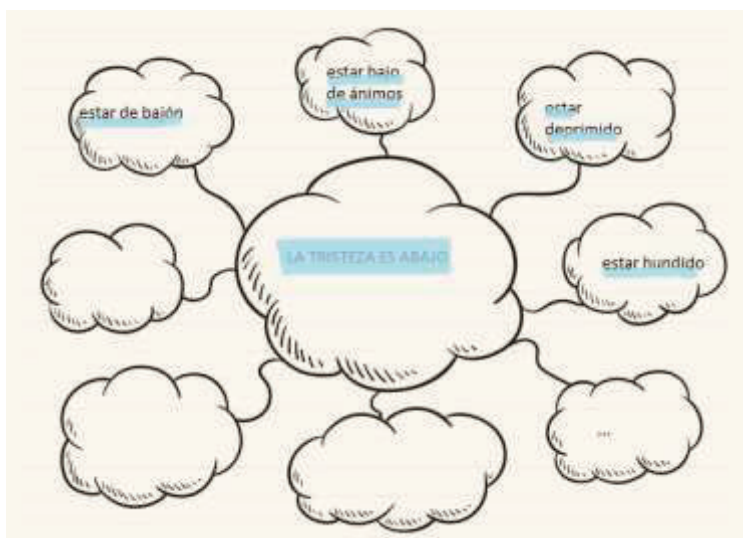 estar bajo
de ánimos
estar de bajón
estar
deprimido
LA TRISTEZA ES ABAJO
estar hundido
...